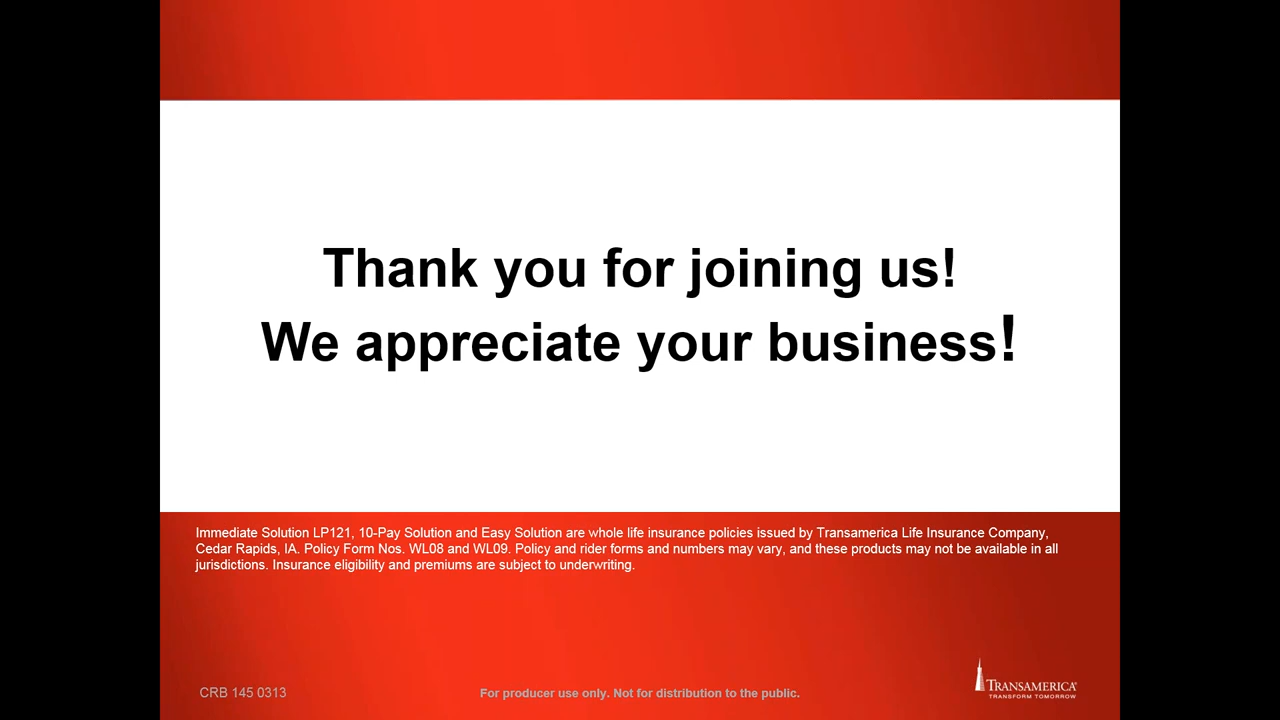 Thank you for joining us!
We appreciate your business!
Immediate Solution LP121, 10-Pay Solution and Easy Solution are whole life insurance policies issued by Transamerica Life Insurance Company,
Cedar Rapids, IA. Policy Form Nos. WL08 and WL09. Policy and rider forms and numbers may vary, and these products may not be available in all
jurisdictions. Insurance eligibility and premiums are subject to underwriting.
CRB 145 0313
For producer use only. Not for distribution to the public.
TRANSAMERICA®
TRANSFORM TOMORROW